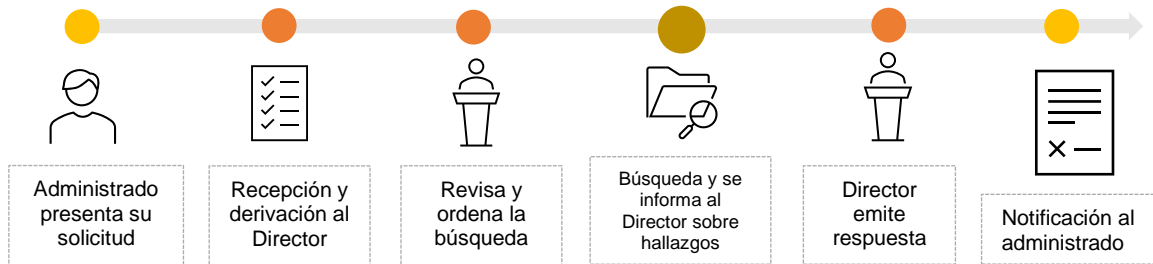 Administrado
presenta su
solicitud
Recepción y
derivación al
Director
Revisa y
ordena la
búsqueda
Búsqueda y se
informa al
Director sobre
hallazgos
Director
emite
respuesta
Notificación al
administrado